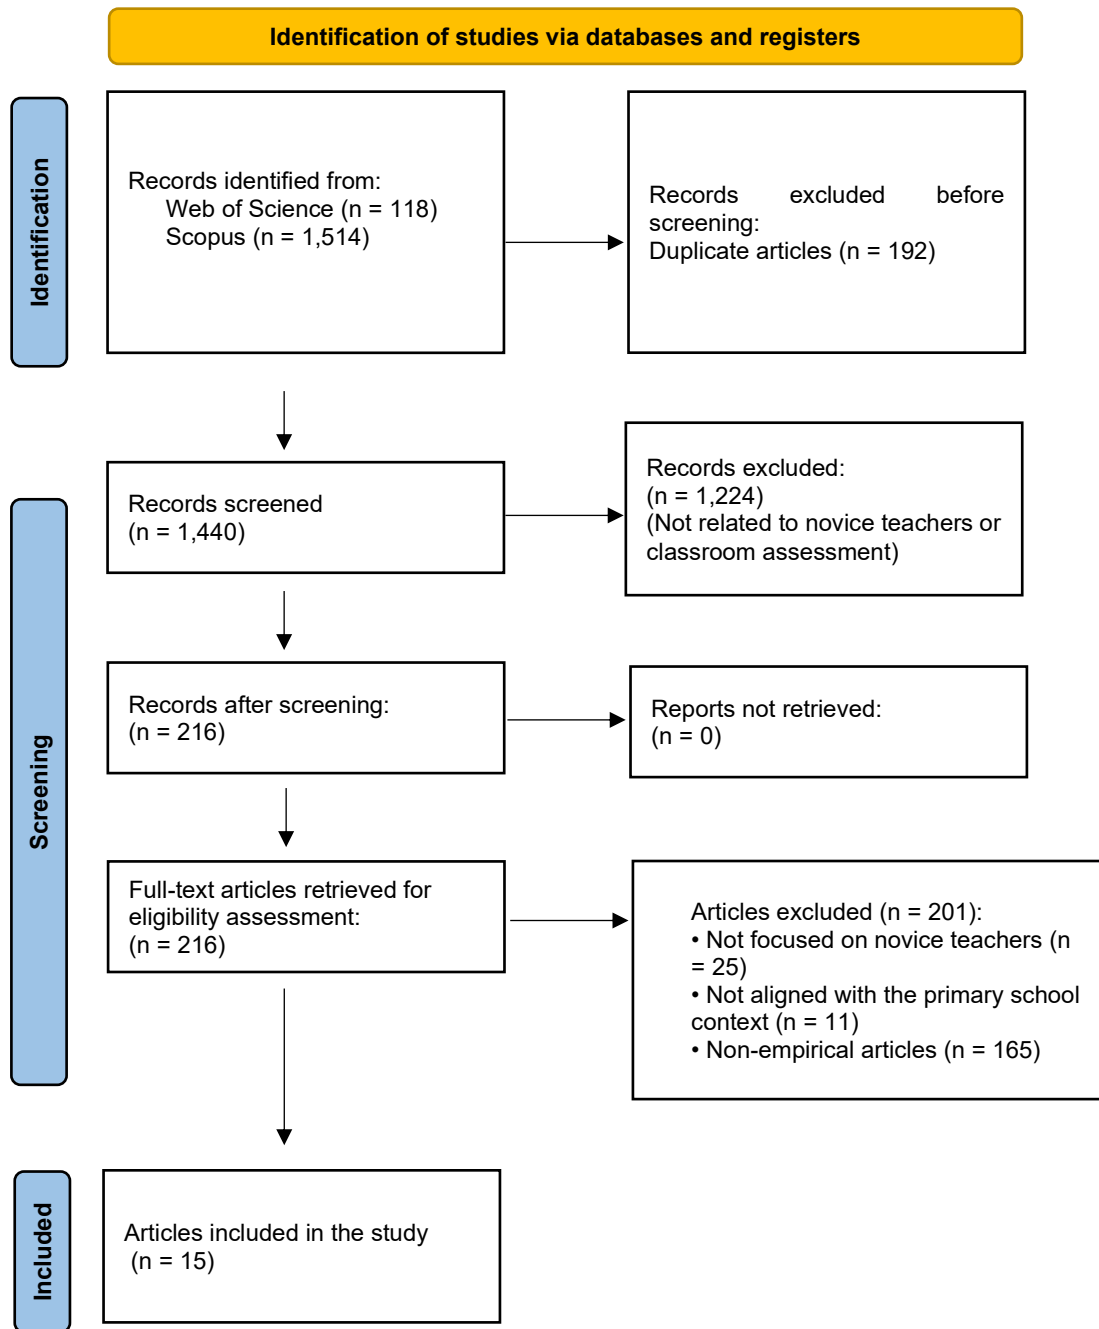 Identification of studies via databases and registers
Identification
Records identified from:
Web of Science (n = 118)
Scopus (n = 1,514)
Records excluded before
screening:
Duplicate articles (n = 192)
Screening
Records screened
(n = 1,440)
Records excluded:
(n = 1,224)
(Not related to novice teachers or
classroom assessment)
Records after screening:
(n = 216)
Reports not retrieved:
(n = 0)
Full-text articles retrieved for
eligibility assessment:
(n = 216)
Articles excluded (n = 201):
• Not focused on novice teachers (n
= 25)
• Not aligned with the primary school
context (n = 11)
• Non-empirical articles (n = 165)
Included
Articles included in the study
(n = 15)